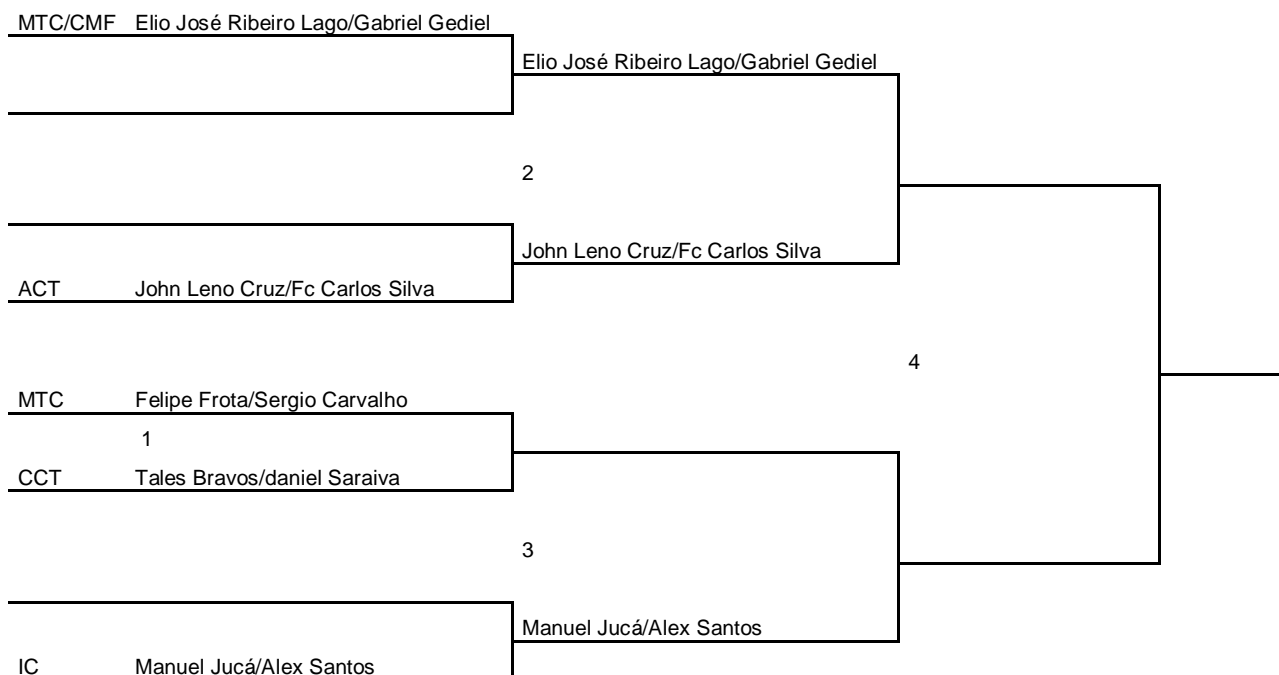 MTC/CMF Elio José Ribeiro Lago/Gabriel Gediel
Elio José Ribeiro Lago/Gabriel Gediel
2
John Leno Cruz/Fc Carlos Silva
ACT John Leno Cruz/Fc Carlos Silva
4
MTC Felipe Frota/Sergio Carvalho
1
CCT Tales Bravos/daniel Saraiva
3
Manuel Jucá/Alex Santos
IC Manuel Jucá/Alex Santos